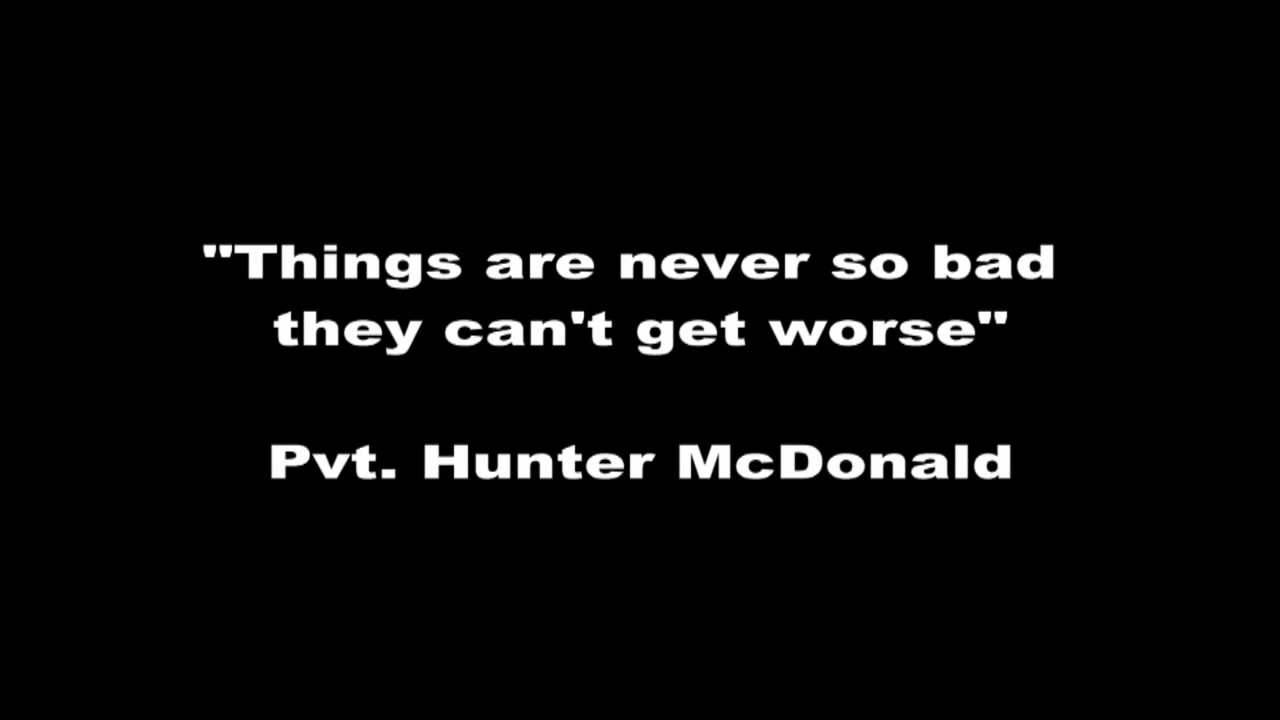 "Things are never so bad
they can't get worse"
Pvt. Hunter McDonald